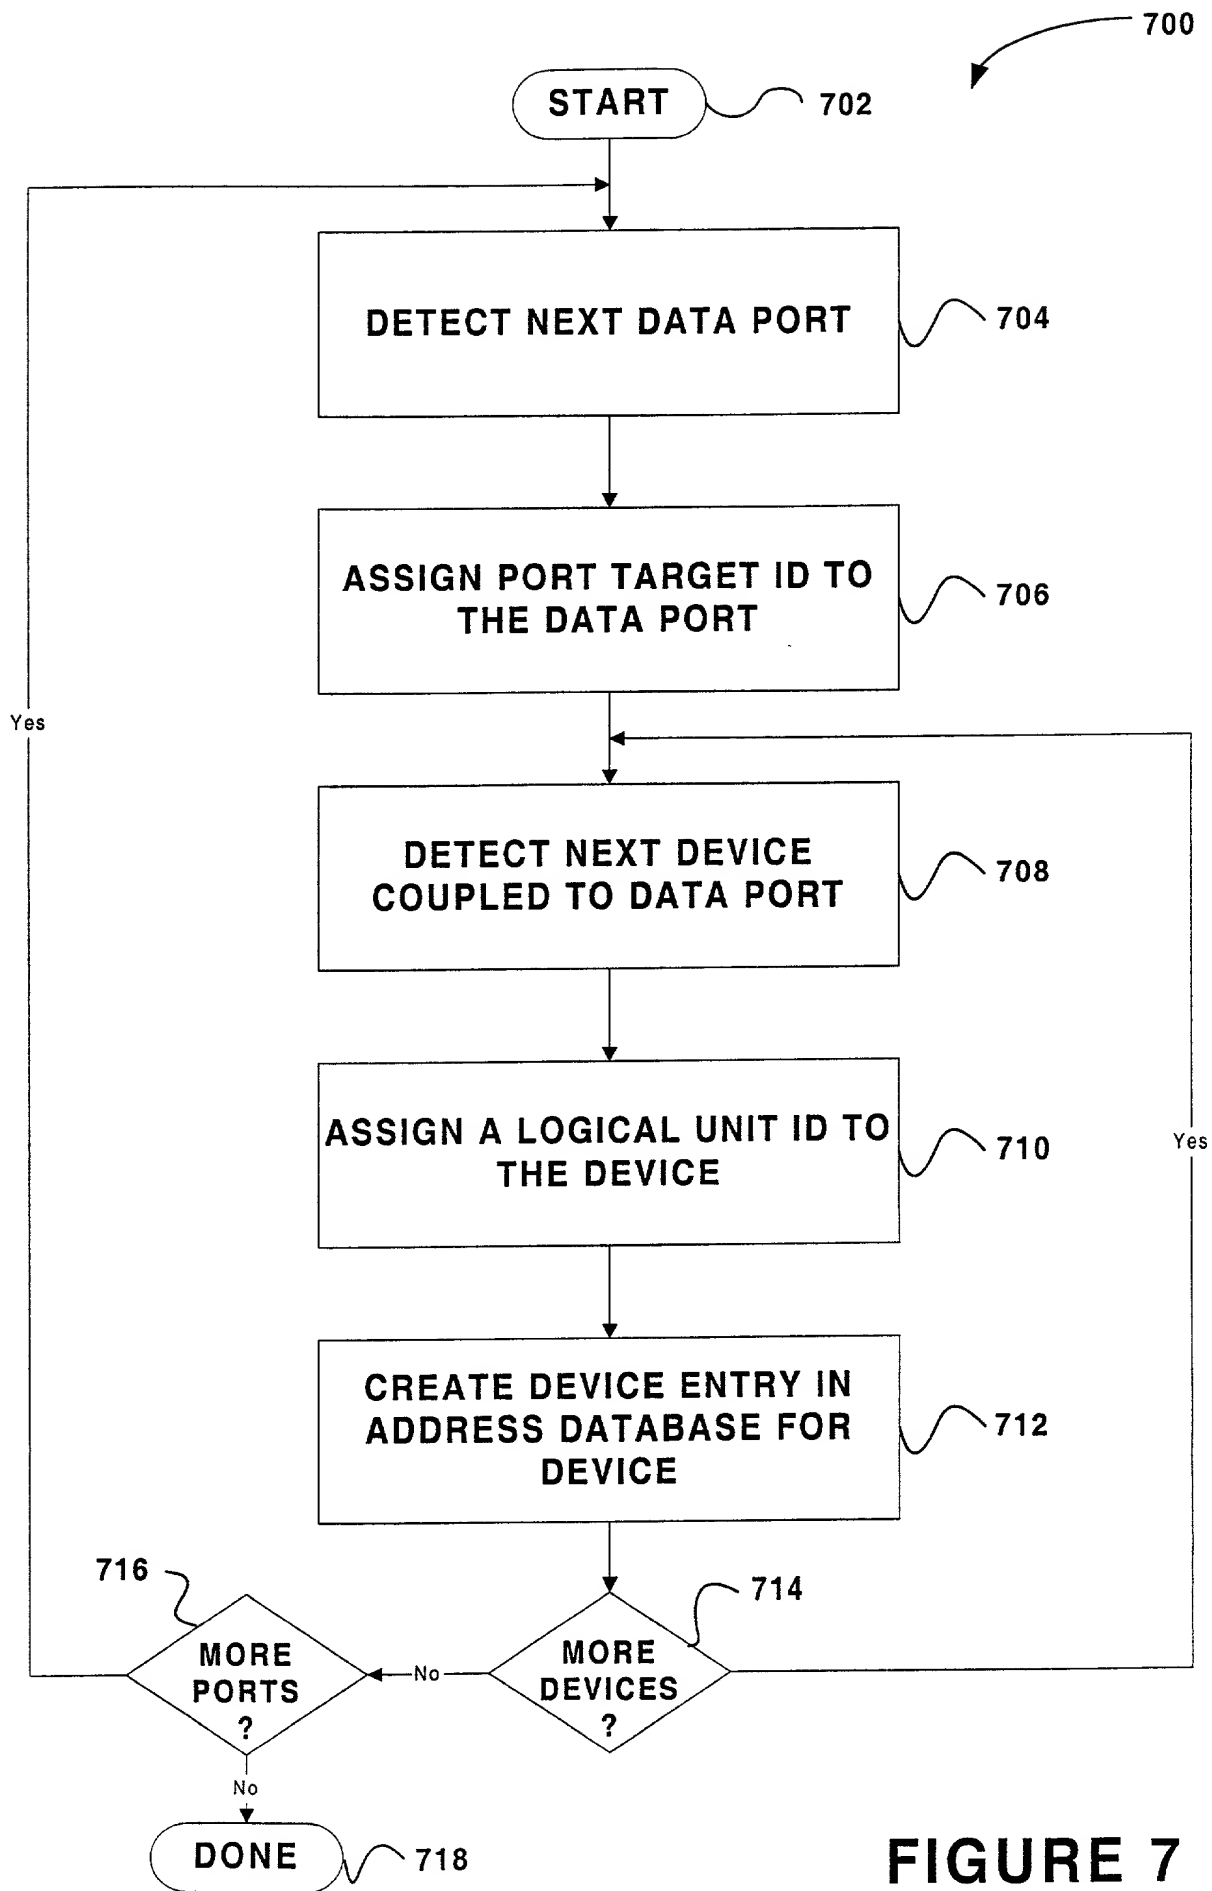 700
START
702
DETECT NEXT DATA PORT
704
ASSIGN PORT TARGET ID TO
THE DATA PORT
706
Yes
DETECT NEXT DEVICE
COUPLED TO DATA PORT
708
ASSIGN A LOGICAL UNIT ID TO
THE DEVICE
710
Yes
CREATE DEVICE ENTRY IN
ADDRESS DATABASE FOR
DEVICE
712
716
714
MORE
PORTS
?
No
MORE
DEVICES
?
No
DONE
718
FIGURE 7